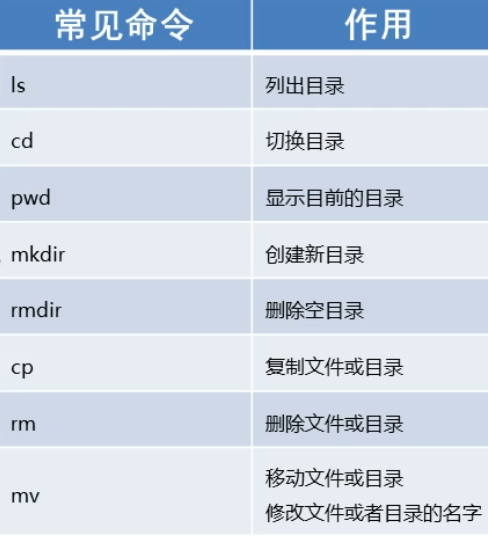 常见命令 作用
ls 列出目录
cd 切换目录
pwd 显示目前的目录
mkdir 创建新目录
rmdir 删除空目录
cp 复制文件或目录
rm 删除文件或目录
mv 移动文件或目录
修改文件或者目录的名字